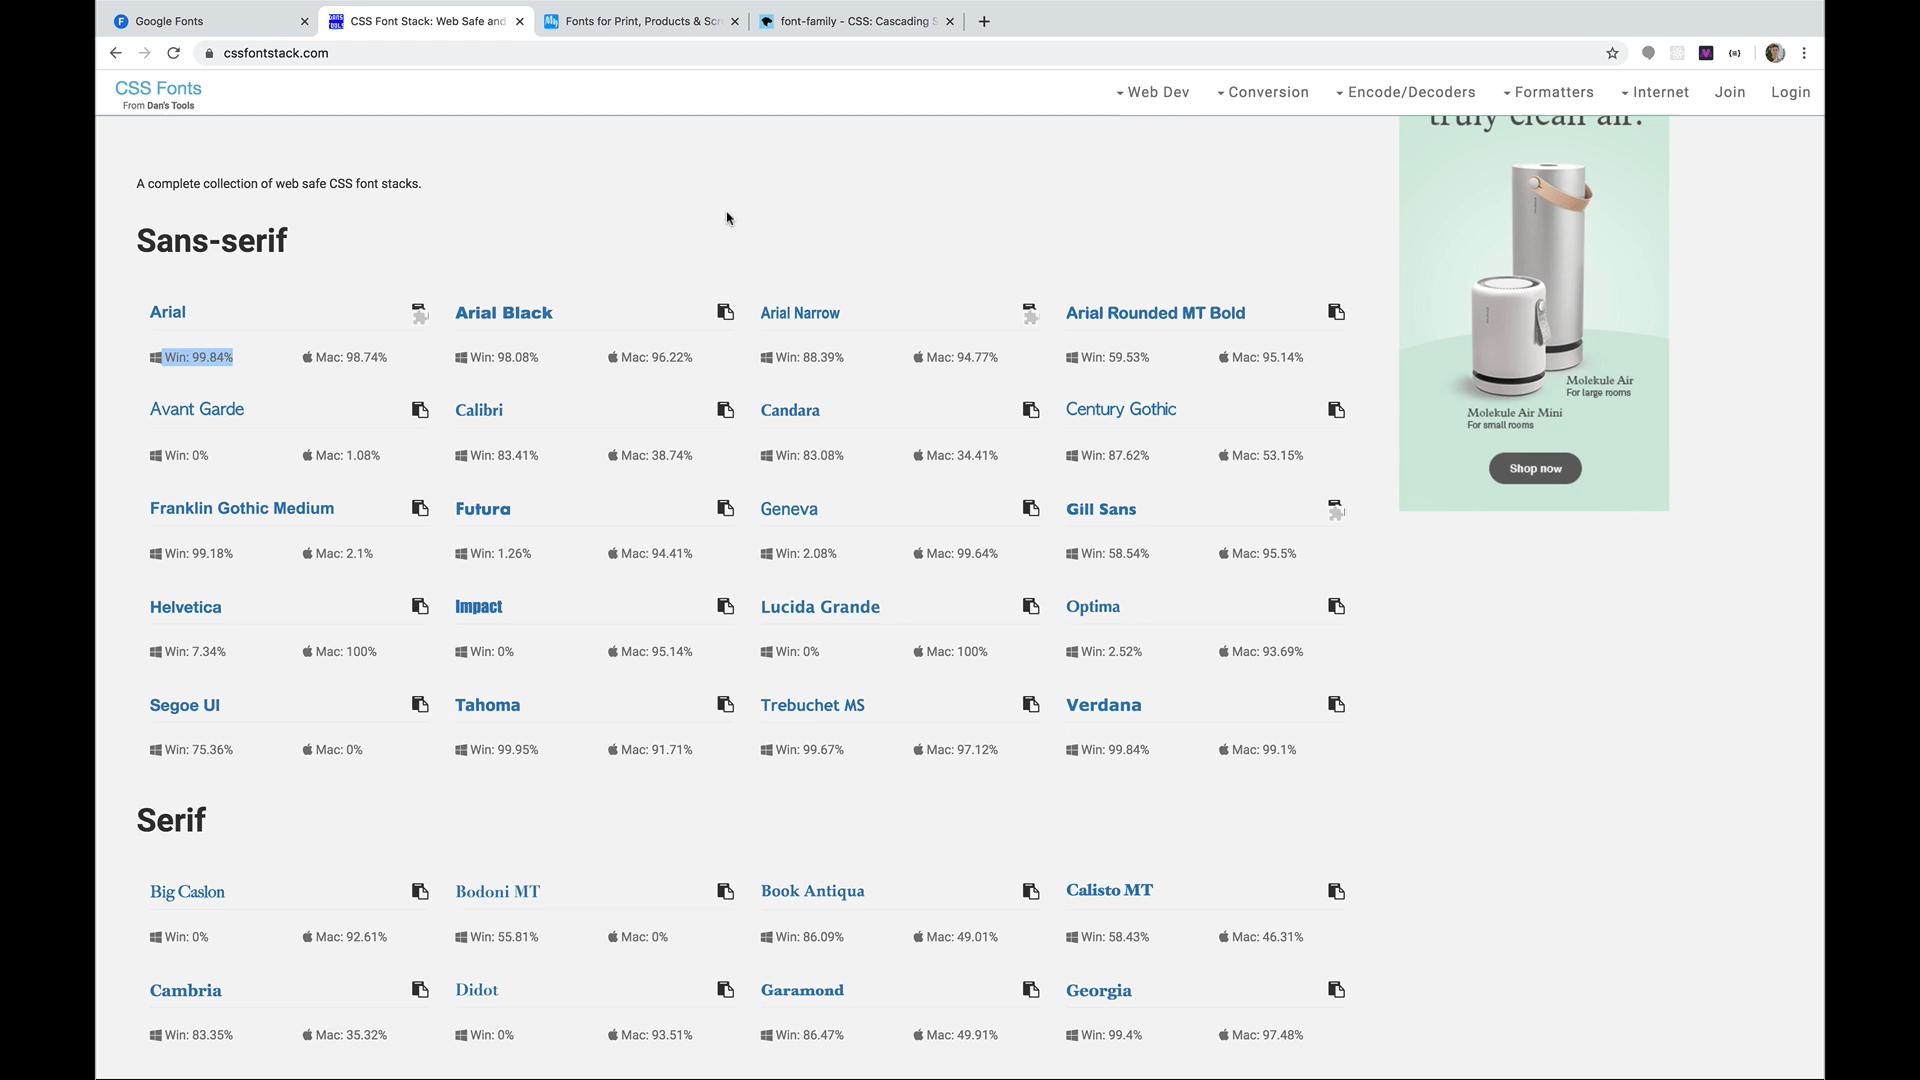 Google Fonts
CSS Font Stack: Web Safe and
Fonts for Print, Products & Scr
font-family - CSS: Cascading S
cssfontstack.com
CSS Fonts
From Dan's Tools
Web Dev
Conversion
Encode/Decoders
Formatters
Internet
Join
Login
truly clean air.
A complete collection of web safe CSS font stacks.
Sans-serif
Arial
Arial Black
Arial Narrow
Arial Rounded MT Bold
Win: 99.84% Mac: 98.74%
Win: 98.08% Mac: 96.22%
Win: 88.39% Mac: 94.77%
Win: 59.53% Mac: 95.14%
Avant Garde
Calibri
Candara
Century Gothic
Win: 0% Mac: 1.08%
Win: 83.41% Mac: 38.74%
Win: 83.08% Mac: 34.41%
Win: 87.62% Mac: 53.15%
Franklin Gothic Medium
Futura
Geneva
Gill Sans
Win: 99.18% Mac: 2.1%
Win: 1.26% Mac: 94.41%
Win: 2.08% Mac: 99.64%
Win: 58.54% Mac: 95.5%
Helvetica
Impact
Lucida Grande
Optima
Win: 7.34% Mac: 100%
Win: 0% Mac: 95.14%
Win: 0% Mac: 100%
Win: 2.52% Mac: 93.69%
Segoe UI
Tahoma
Trebuchet MS
Verdana
Win: 75.36% Mac: 0%
Win: 99.95% Mac: 91.71%
Win: 99.67% Mac: 97.12%
Win: 99.84% Mac: 99.1%
Serif
Big Caslon
Bodoni MT
Book Antiqua
Calisto MT
Win: 0% Mac: 92.61%
Win: 55.81% Mac: 0%
Win: 86.09% Mac: 49.01%
Win: 58.43% Mac: 46.31%
Cambria
Didot
Garamond
Georgia
Win: 83.35% Mac: 35.32%
Win: 0% Mac: 93.51%
Win: 86.47% Mac: 49.91%
Win: 99.4% Mac: 97.48%
Molekule Air
For large rooms
Molekule Air Mini
For small rooms
Shop now